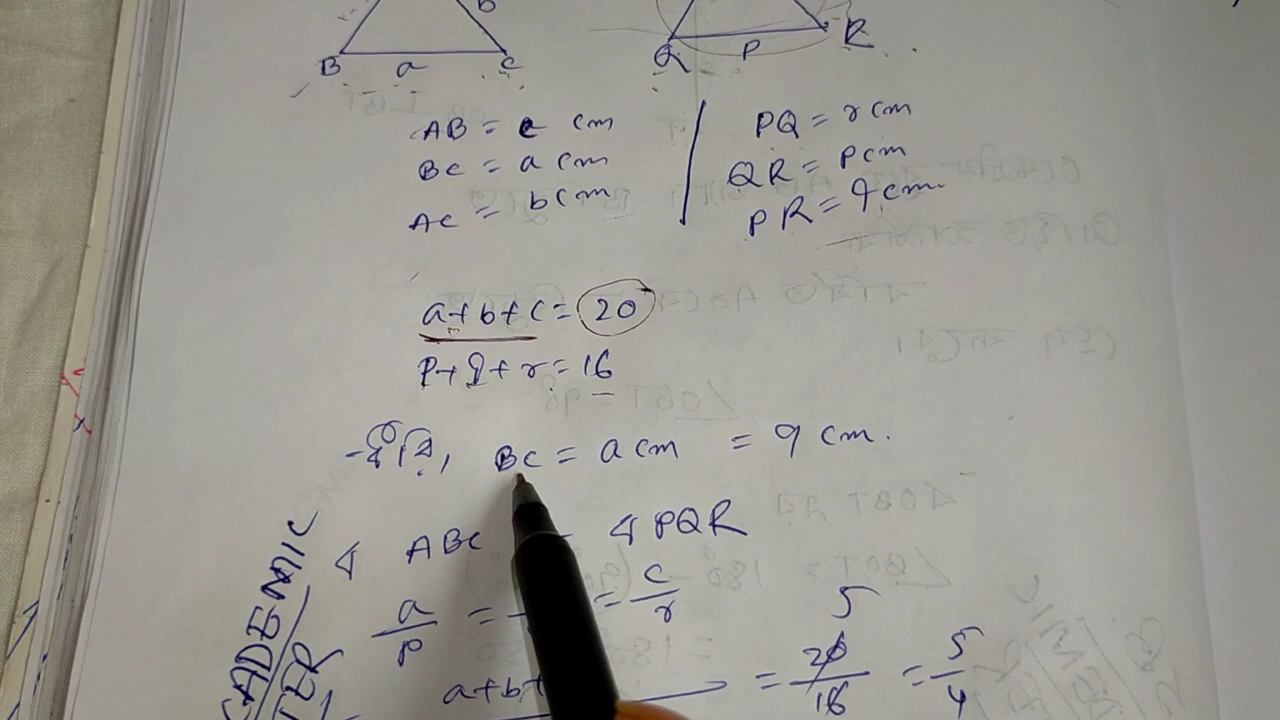 b
B a C
Q P R
AB = c cm
BC = a cm
AC = b cm
PQ = r cm
QR = p cm
PR = q cm.
a+b+c = 20
p+q+r = 16
BC = a cm = 9 cm.
∆ ABC ∆ PQR
a/p = = c/r
a+b+ = 20/16 = 5/4
5
CADEMIC